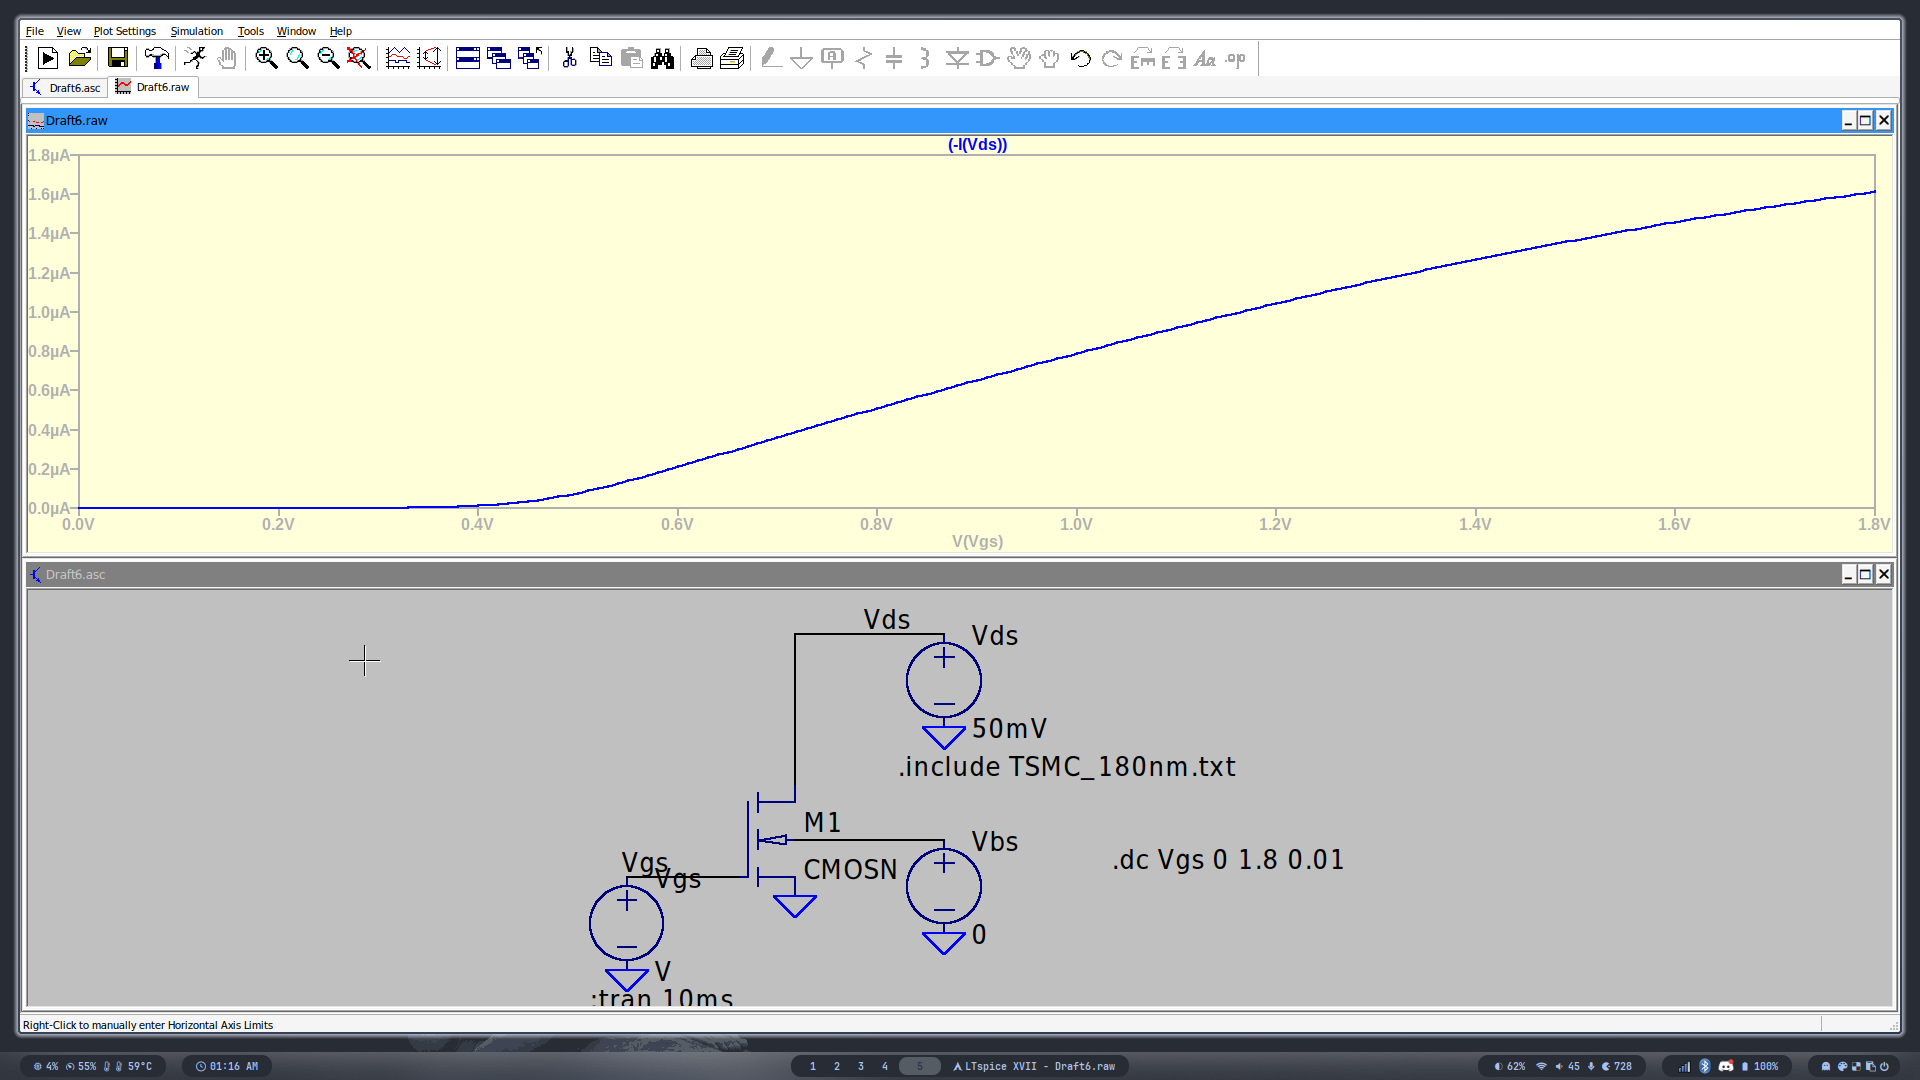 File View Plot Settings Simulation Tools Window Help
Draft6.asc Draft6.raw
Draft6.raw
(-I(Vds))
1.8µA
1.6µA
1.4µA
1.2µA
1.0µA
0.8µA
0.6µA
0.4µA
0.2µA
0.0µA
0.0V 0.2V 0.4V 0.6V 0.8V 1.0V 1.2V 1.4V 1.6V 1.8V
V(Vgs)
Draft6.asc
Vds
Vds
50mV
.include TSMC_180nm.txt
M1
Vbs
CMOSN
.dc Vgs 0 1.8 0.01
Vgs
Vgs
0
V
;tran 10ms
Right-Click to manually enter Horizontal Axis Limits
4% 55% 59°C 01:16 AM 1 2 3 4 5 LTspice XVII - Draft6.raw 62% 45 728 100%